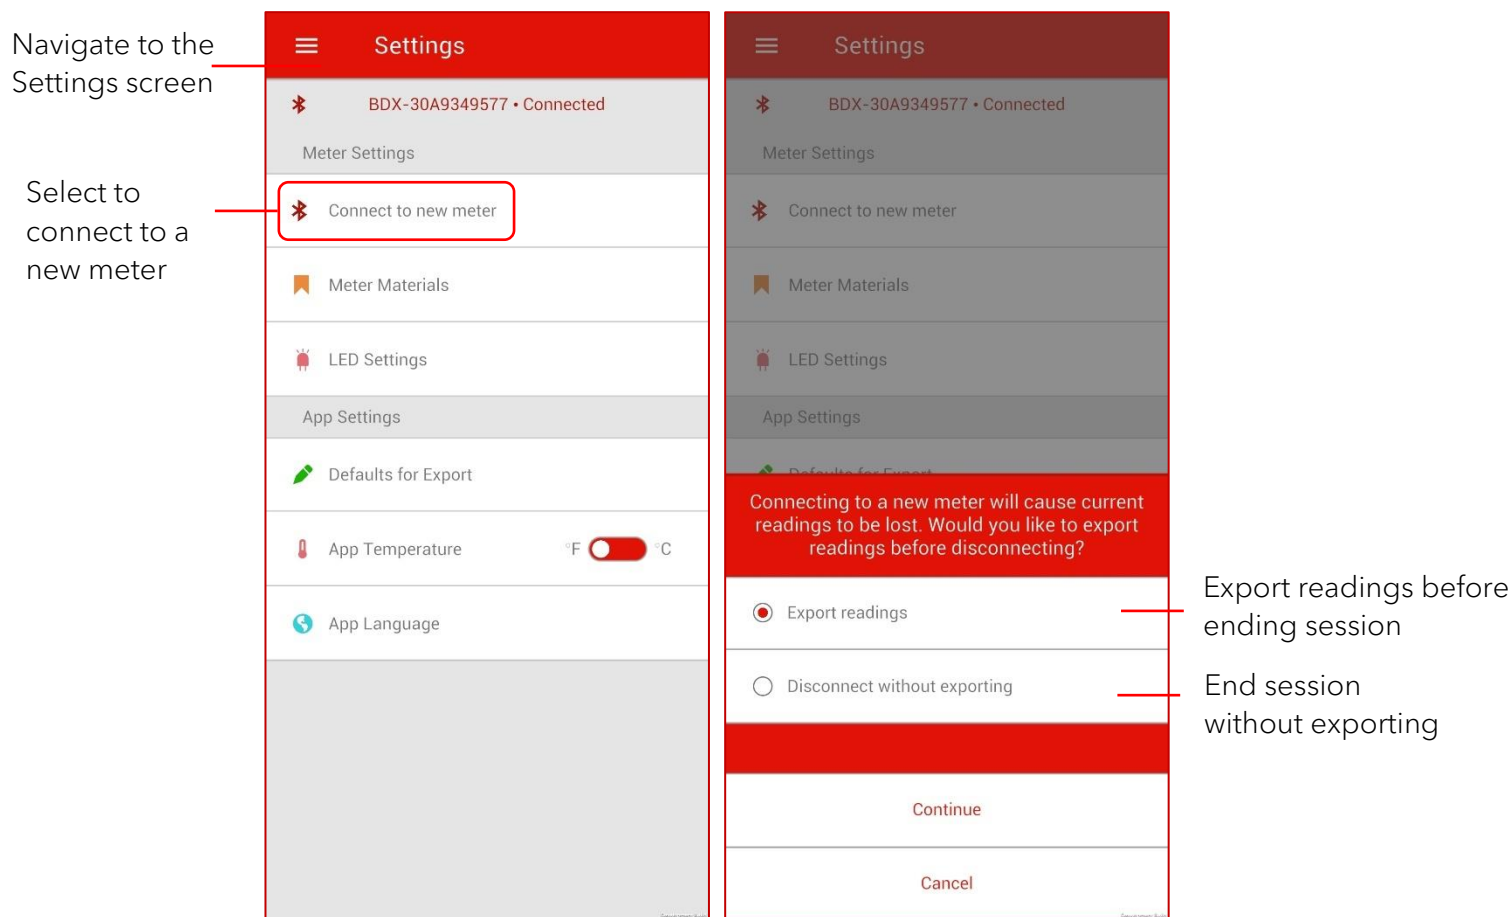 Navigate to the
Settings screen
Select to
connect to a
new meter
Settings
BDX-30A9349577 • Connected
Meter Settings
Connect to new meter
Meter Materials
LED Settings
App Settings
Defaults for Export
App Temperature
°F
°C
App Language
Settings
BDX-30A9349577 • Connected
Meter Settings
Connect to new meter
Meter Materials
LED Settings
App Settings
Defaults for Export
Connecting to a new meter will cause current
readings to be lost. Would you like to export
readings before disconnecting?
Export readings
Disconnect without exporting
Continue
Cancel
Export readings before
ending session
End session
without exporting